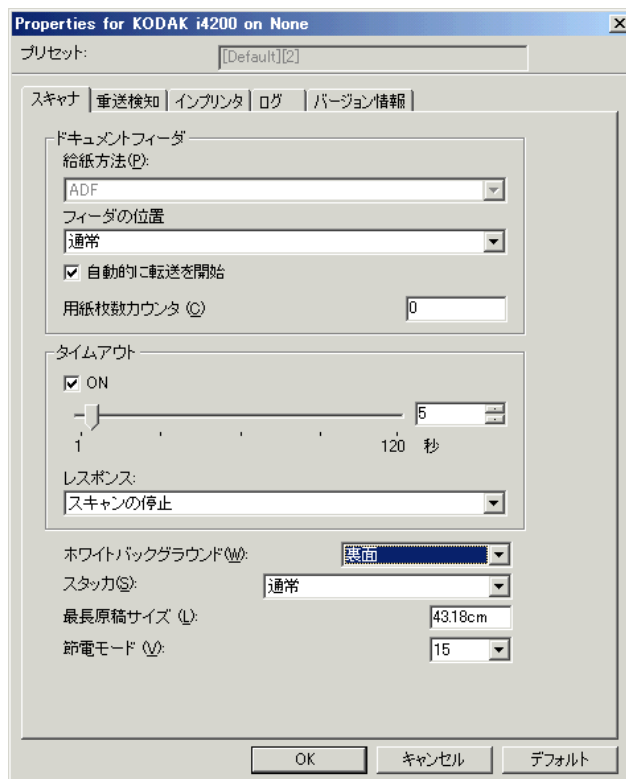 Properties for KODAK i4200 on None
プリセット: [Default][2]
スキャナ 重送検知 インプリンタ ログ バージョン情報
ドキュメントフィーダ
給紙方法(P):
ADF
フィーダの位置
通常
自動的に転送を開始
用紙枚数カウンタ (C) 0
タイムアウト
ON
5
1 120 秒
レスポンス:
スキャンの停止
ホワイトバックグラウンド(W): 裏面
スタッカ(S): 通常
最長原稿サイズ (L): 43.18cm
節電モード (V): 15
OK キャンセル デフォルト